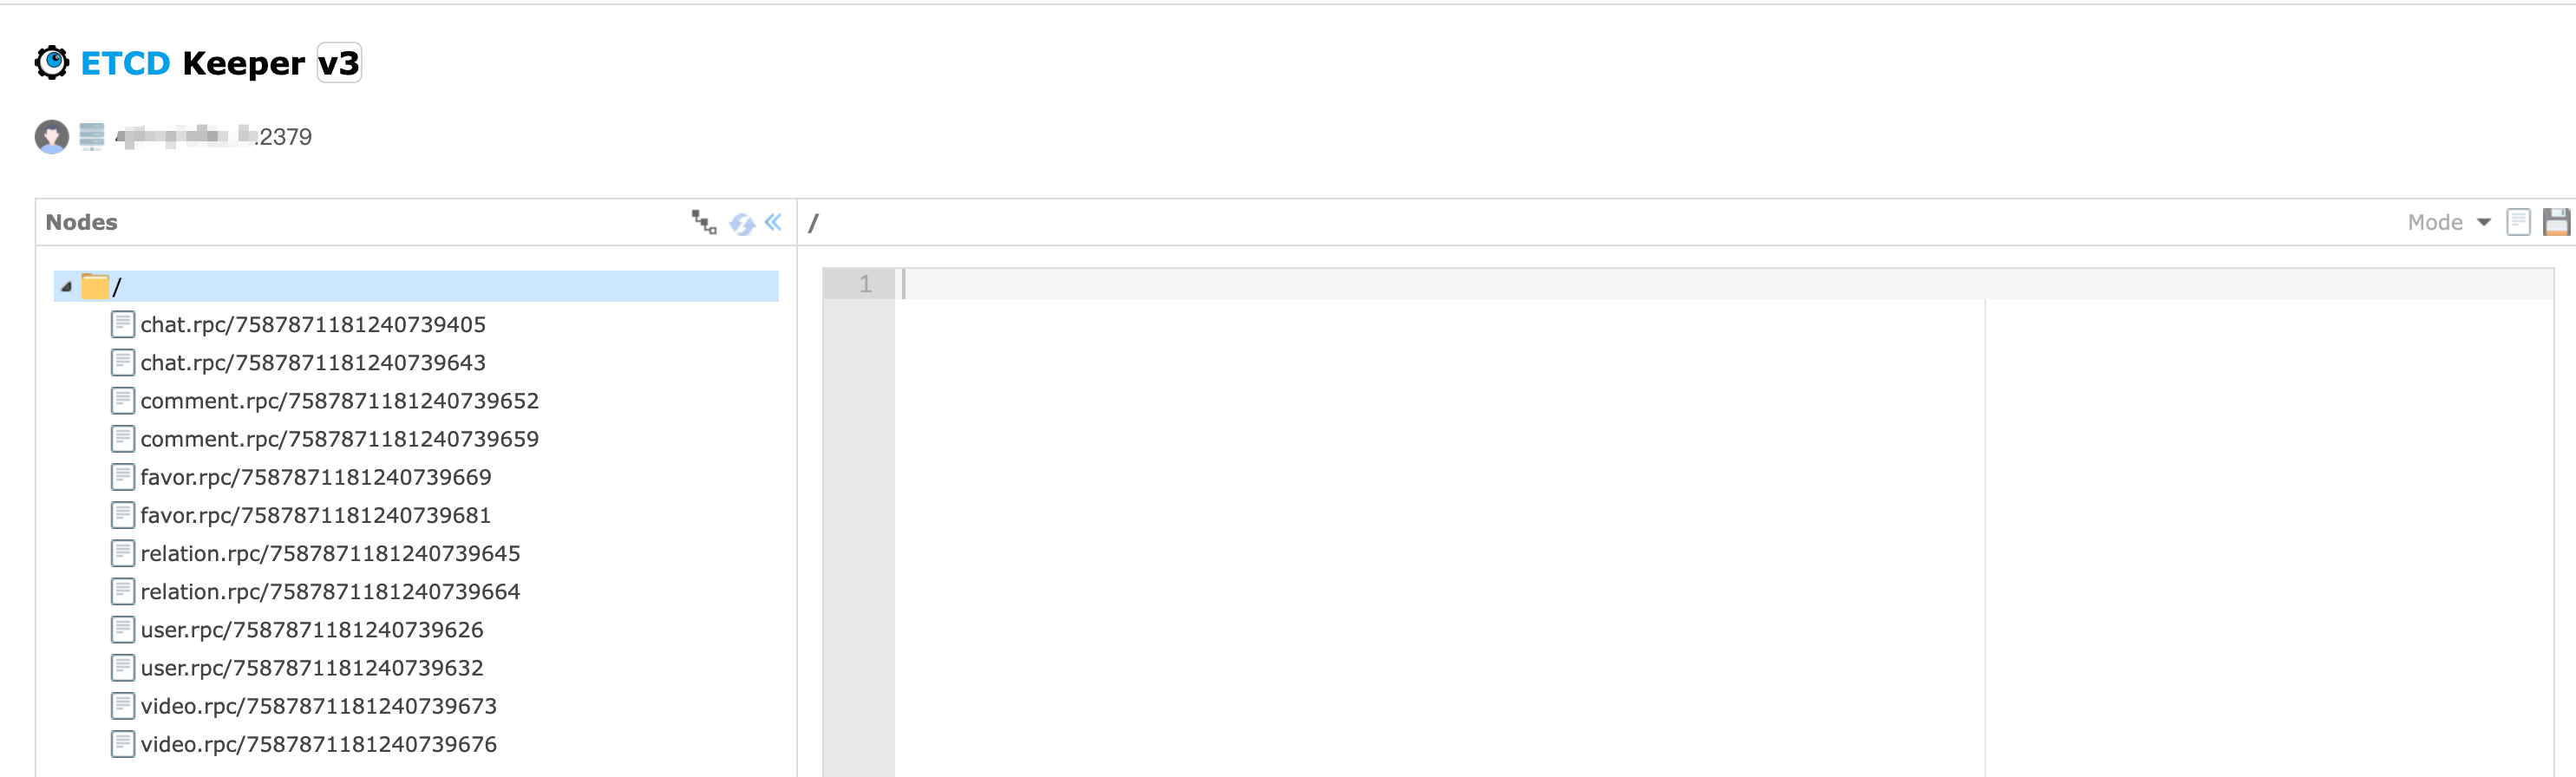 ETCD Keeper v3
:2379
Nodes
/
Mode
/
1
chat.rpc/7587871181240739405
chat.rpc/7587871181240739643
comment.rpc/7587871181240739652
comment.rpc/7587871181240739659
favor.rpc/7587871181240739669
favor.rpc/7587871181240739681
relation.rpc/7587871181240739645
relation.rpc/7587871181240739664
user.rpc/7587871181240739626
user.rpc/7587871181240739632
video.rpc/7587871181240739673
video.rpc/7587871181240739676